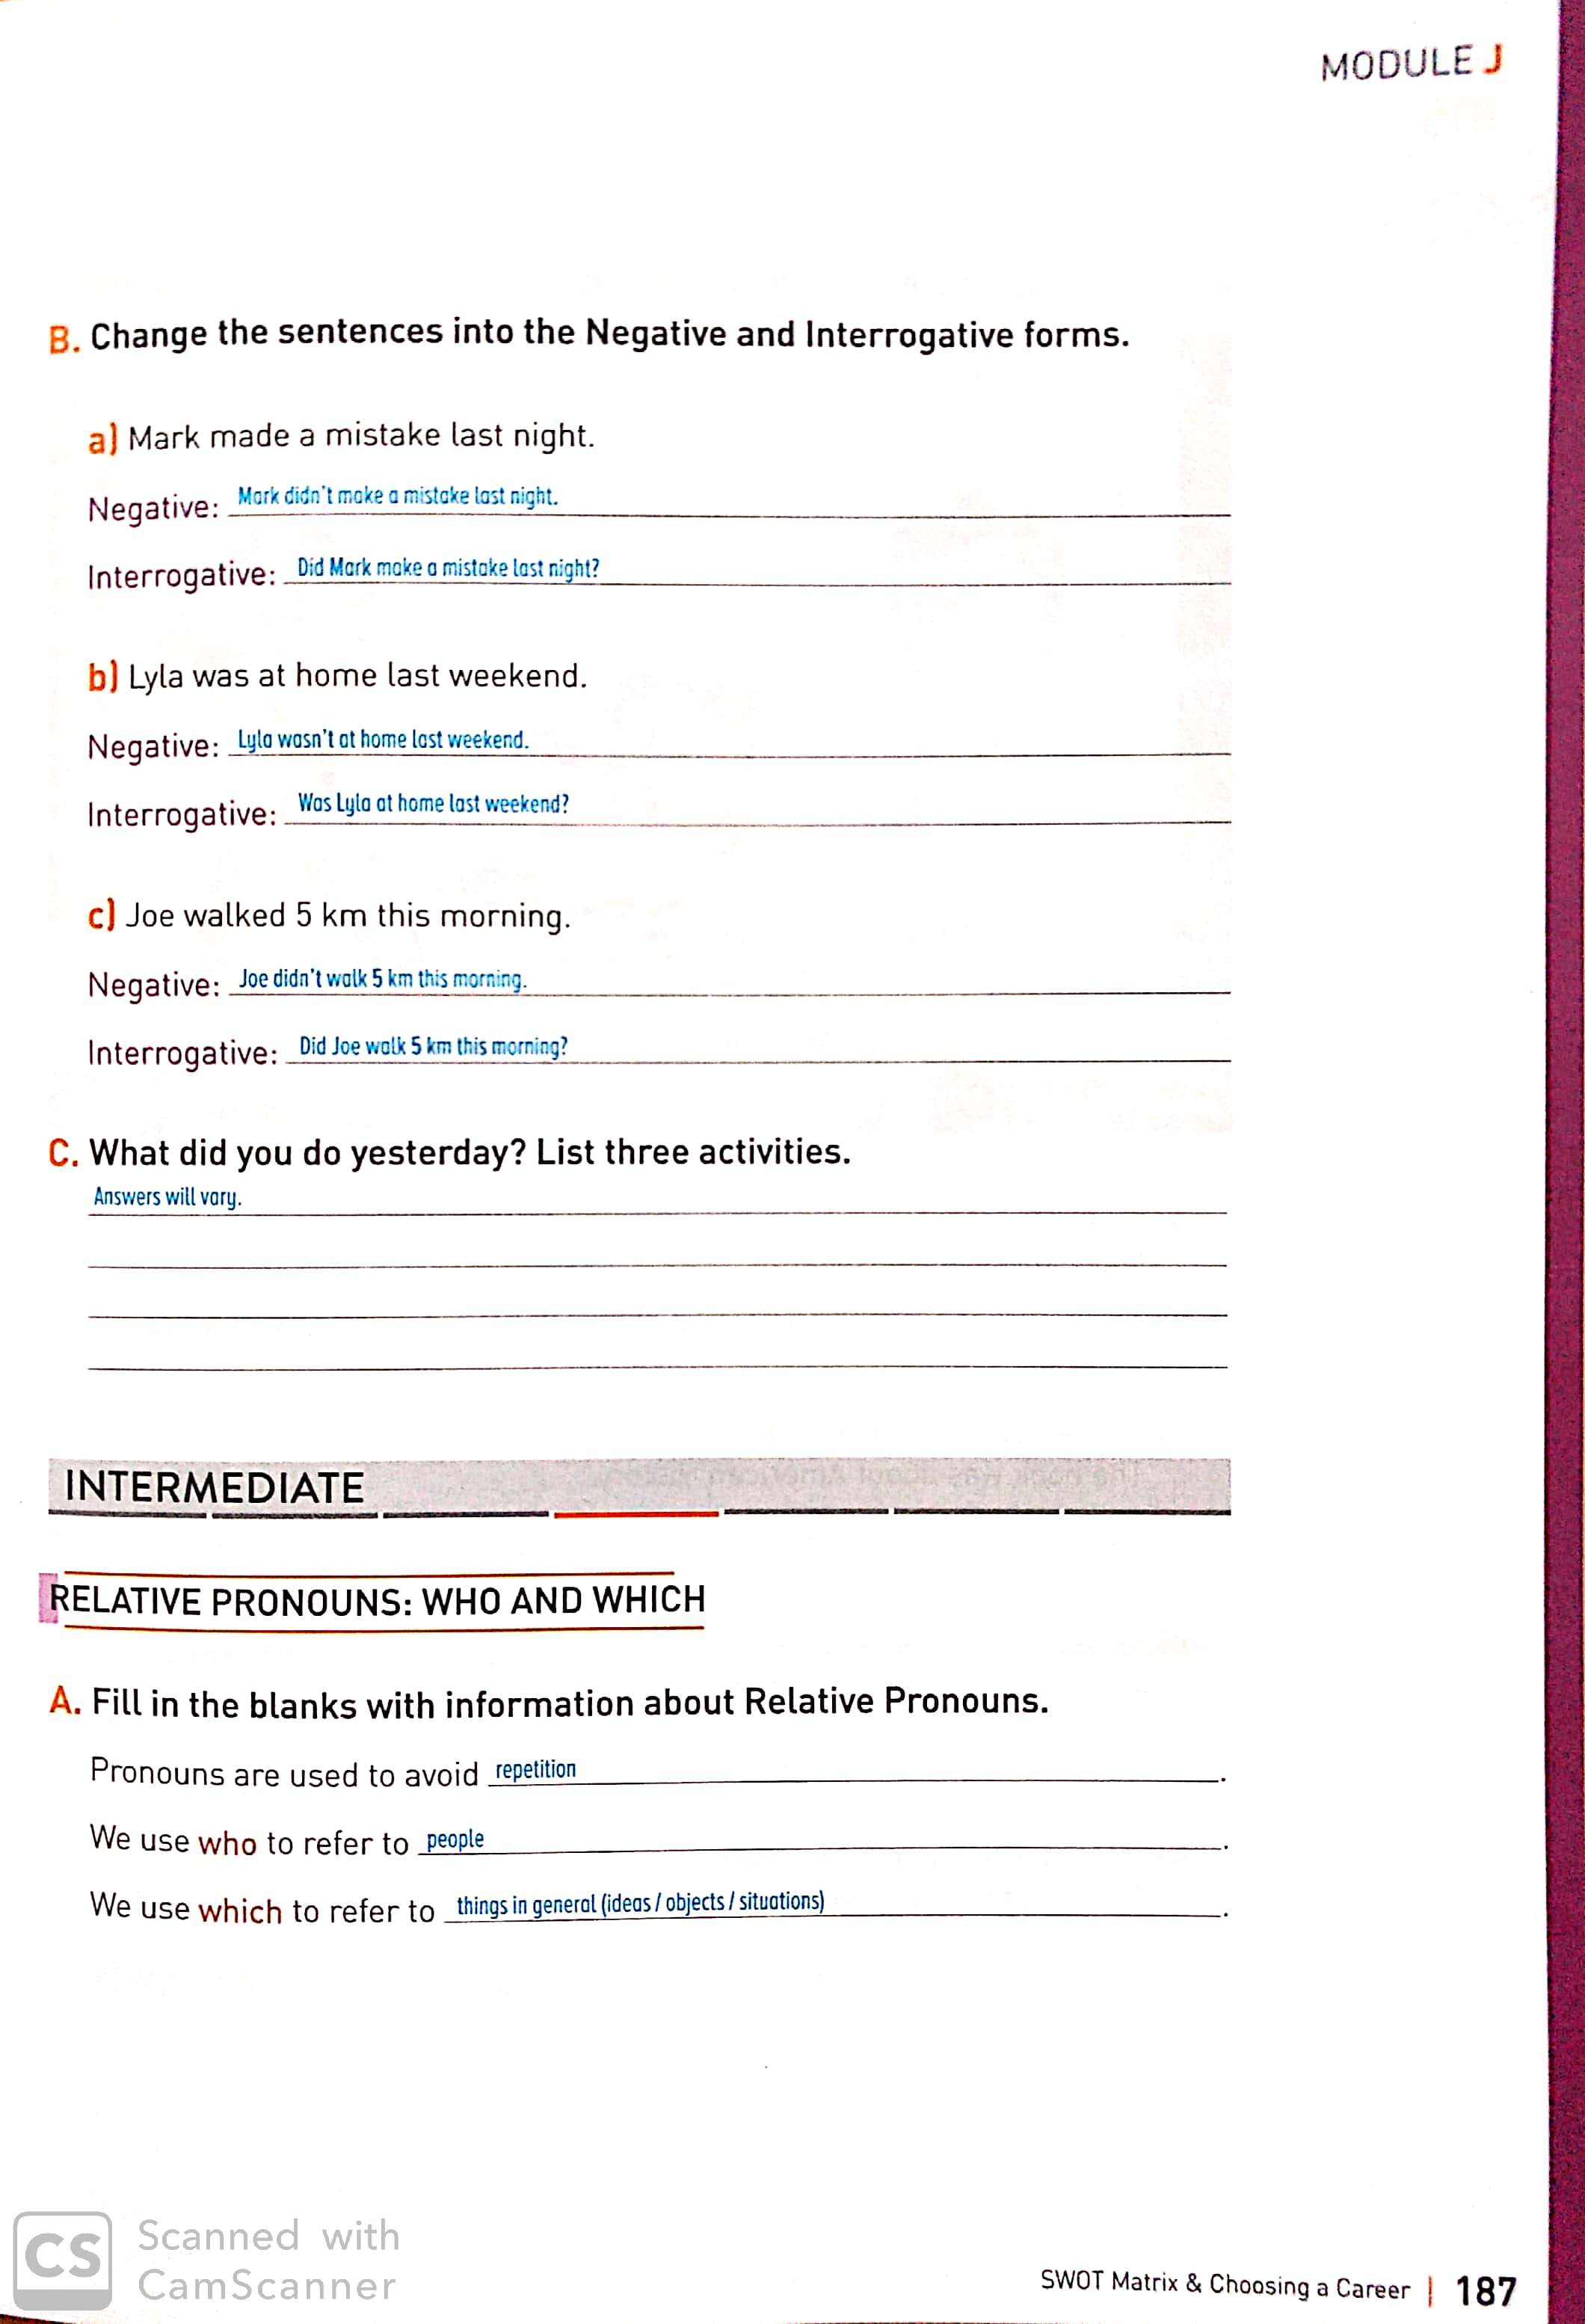 MODULE J
B. Change the sentences into the Negative and Interrogative forms.
a) Mark made a mistake last night.
Negative: Mark didn't make a mistake last night.
Interrogative: Did Mark make a mistake last night?
b) Lyla was at home last weekend.
Negative: Lyla wasn't at home last weekend.
Interrogative: Was Lyla at home last weekend?
c) Joe walked 5 km this morning.
Negative: Joe didn't walk 5 km this morning.
Interrogative: Did Joe walk 5 km this morning?
C. What did you do yesterday? List three activities.
Answers will vary.
INTERMEDIATE
RELATIVE PRONOUNS: WHO AND WHICH
A. Fill in the blanks with information about Relative Pronouns.
Pronouns are used to avoid repetition.
We use who to refer to people.
We use which to refer to things in general (ideas / objects / situations).
CS Scanned with
CamScanner
SWOT Matrix & Choosing a Career | 187